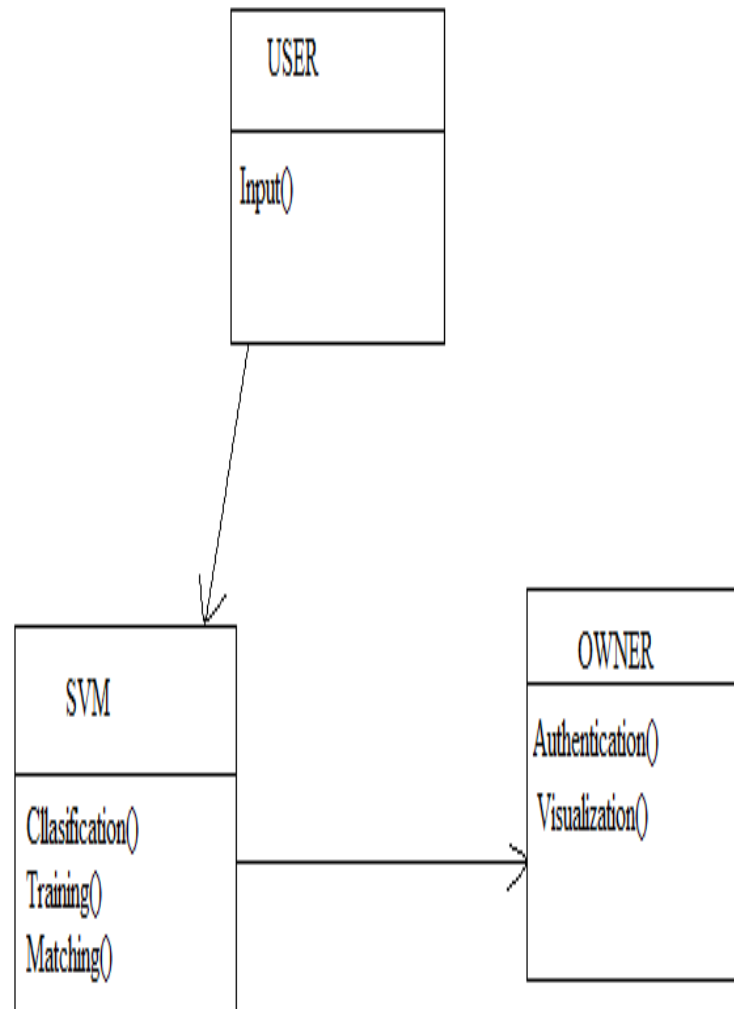 USER
Input()
SVM
Cllasification()
Training()
Matching()
OWNER
Authentication()
Visualization()